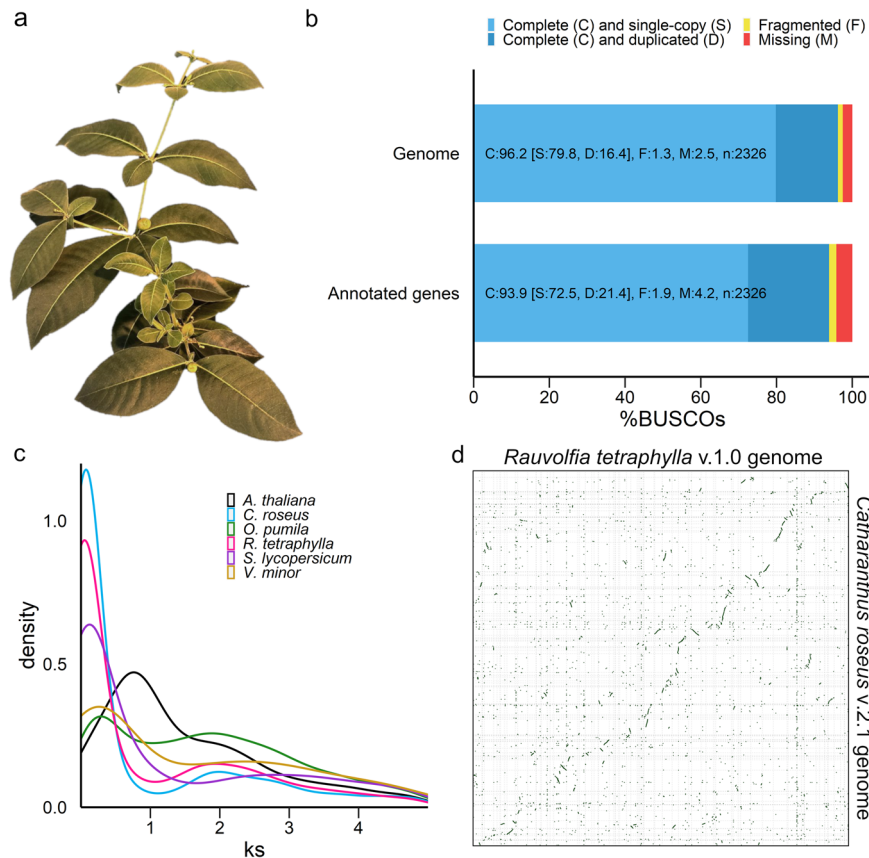 a
b
Complete (C) and single-copy (S)
Complete (C) and duplicated (D)
Fragmented (F)
Missing (M)
Genome
C:96.2 [S:79.8, D:16.4], F:1.3, M:2.5, n:2326
Annotated genes
C:93.9 [S:72.5, D:21.4], F:1.9, M:4.2, n:2326
0 20 40 60 80 100
%BUSCOs
c
A. thaliana
C. roseus
O. pumila
R. tetraphylla
S. lycopersicum
V. minor
1.0
0.5
0.0
density
1 2 3 4
ks
d
Rauvolfia tetraphylla v.1.0 genome
Catharanthus roseus v.2.1 genome